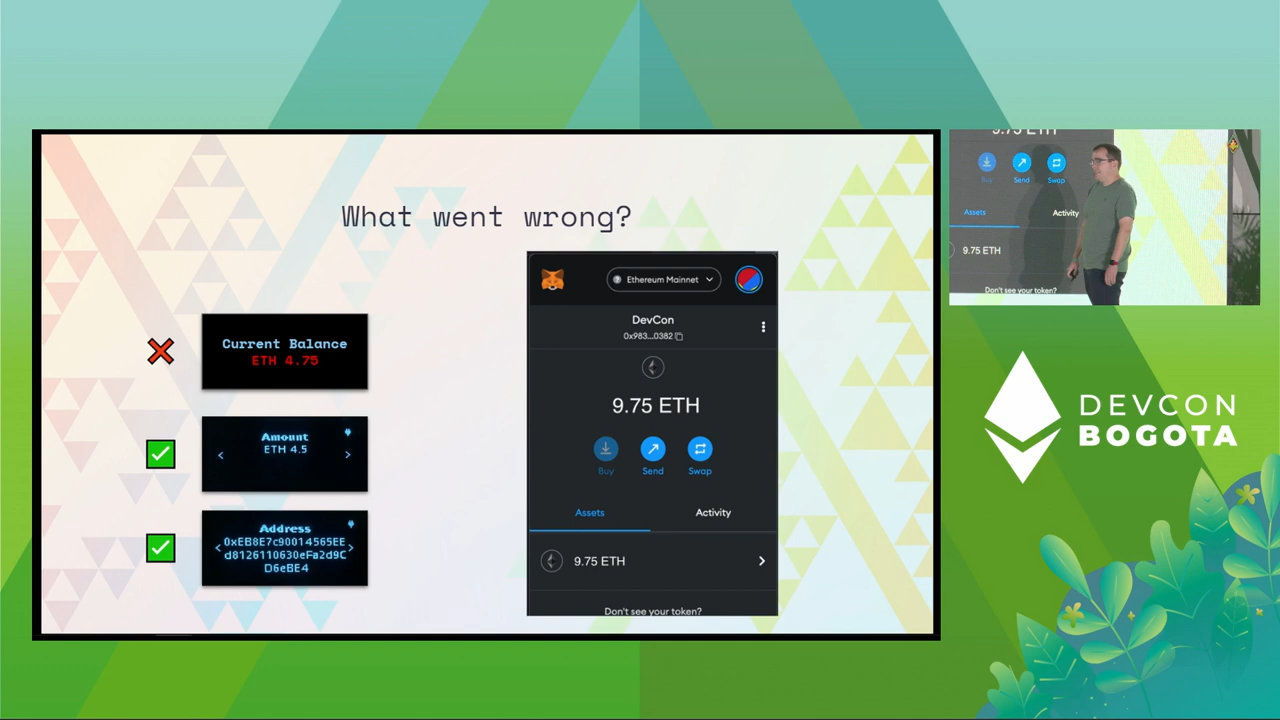 What went wrong?
Current Balance
ETH 4.75
Amount
ETH 4.5
< >
Address
0xEB8E7c90014565EE
d8126110630eFa2d9C
D6eBE4
< >
Ethereum Mainnet
DevCon
0x983...0382
9.75 ETH
Buy Send Swap
Assets Activity
9.75 ETH
Don't see your token?
9.75 ETH
Buy Send Swap
Assets Activity
9.75 ETH
Don't see your token?
DEVCON
BOGOTA